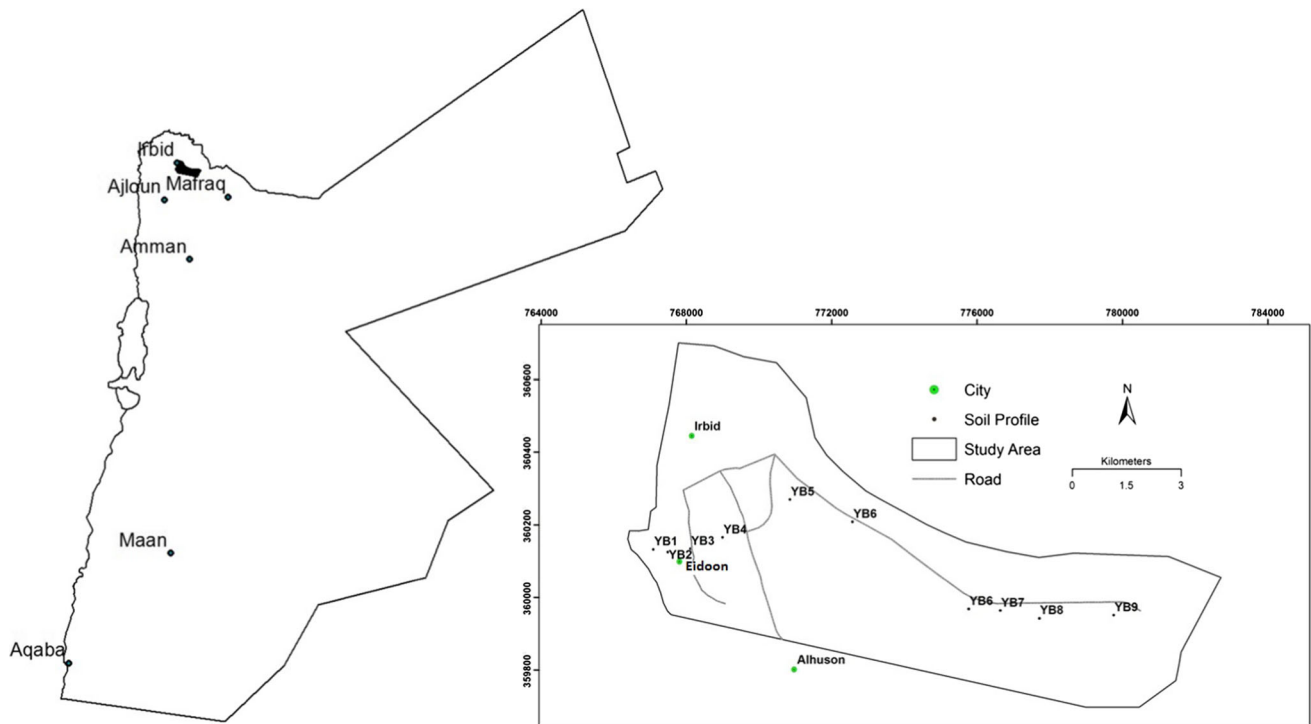 Irbid
Ajloun Mafraq
Amman
Maan
Aqaba
764000 768000 772000 776000 780000 784000
360600
360400
360200
360000
359800
City
Soil Profile
Study Area
Road
N
Kilometers
0 1.5 3
Irbid
YB5
YB6
YB4
YB1
YB3
YB2
Eidoon
YB6
YB7
YB8
YB9
Alhuson